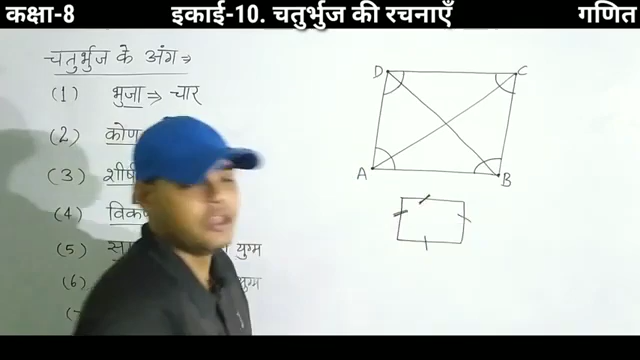 कक्षा-8 इकाई-10. चतुर्भुज की रचनाएँ गणित
चतुर्भुज के अंग ⇒
(1) भुजा ⇒ चार
(2) कोण
(3)
(4)
(5) युग्म
(6) युग्म
D C
A B